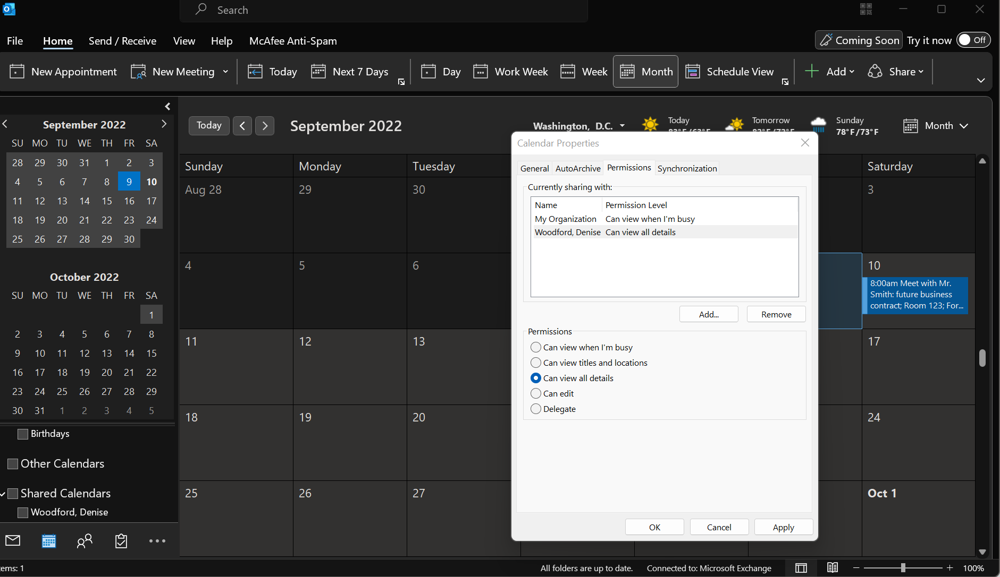 Search
File Home Send / Receive View Help McAfee Anti-Spam Coming Soon Try it now Off
New Appointment New Meeting Today Next 7 Days Day Work Week Week Month Schedule View Add Share
September 2022
SU MO TU WE TH FR SA
28 29 30 31 1 2 3
4 5 6 7 8 9 10
11 12 13 14 15 16 17
18 19 20 21 22 23 24
25 26 27 28 29 30
October 2022
SU MO TU WE TH FR SA
1
2 3 4 5 6 7 8
9 10 11 12 13 14 15
16 17 18 19 20 21 22
23 24 25 26 27 28 29
30 31 1 2 3 4 5
Birthdays
Other Calendars
Shared Calendars
Woodford, Denise
Today September 2022
Washington, D.C.
Today
Tomorrow
Sunday
78°F/73°F
Month
Sunday Monday Tuesday Saturday
Aug 28 29 30 3
4 5 6 10
8:00am Meet with Mr.
Smith: future business
contract; Room 123; For...
11 12 13 17
18 19 20 24
25 26 27 Oct 1
Calendar Properties
General AutoArchive Permissions Synchronization
Currently sharing with:
Name Permission Level
My Organization Can view when I'm busy
Woodford, Denise Can view all details
Add... Remove
Permissions
Can view when I'm busy
Can view titles and locations
Can view all details
Can edit
Delegate
OK Cancel Apply
ems: 1 All folders are up to date. Connected to: Microsoft Exchange 100%